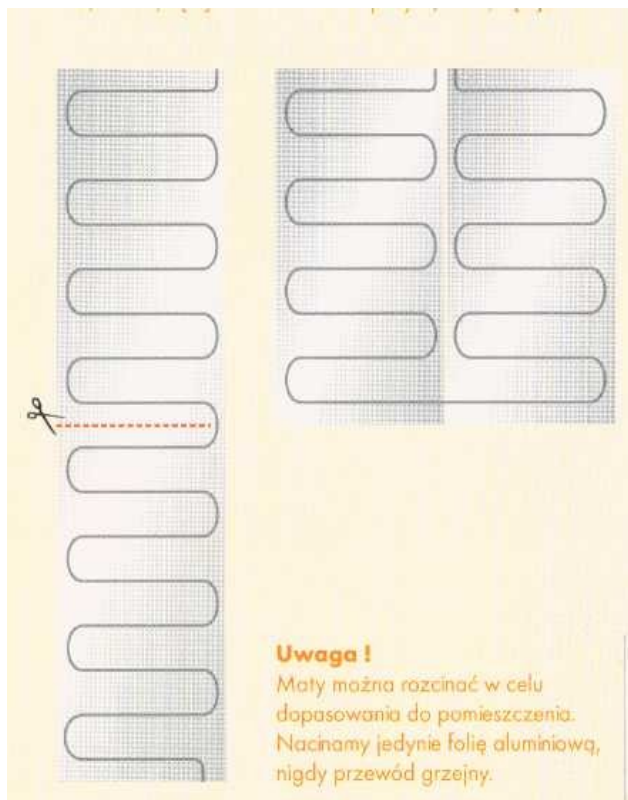 Uwaga !
Maty można rozcinać w celu
dopasowania do pomieszczenia.
Nacinamy jedynie folię aluminiową,
nigdy przewód grzejny.